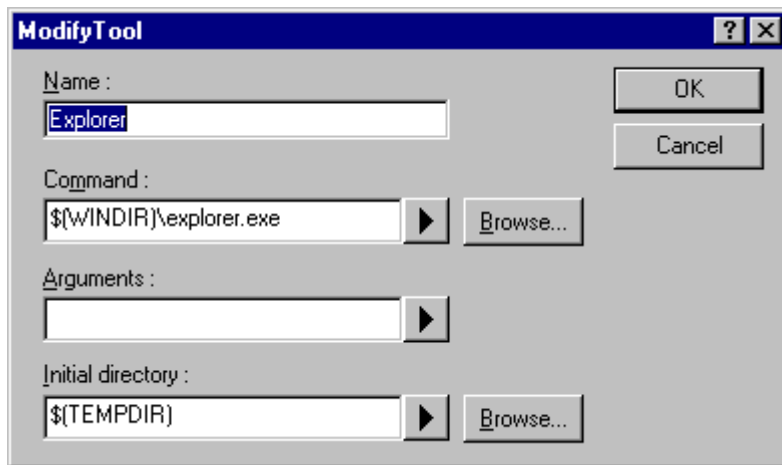 ModifyTool
Name :
OK
Explorer
Cancel
Command :
$(WINDIR)\explorer.exe
Browse...
Arguments :
Initial directory :
$(TEMPDIR)
Browse...